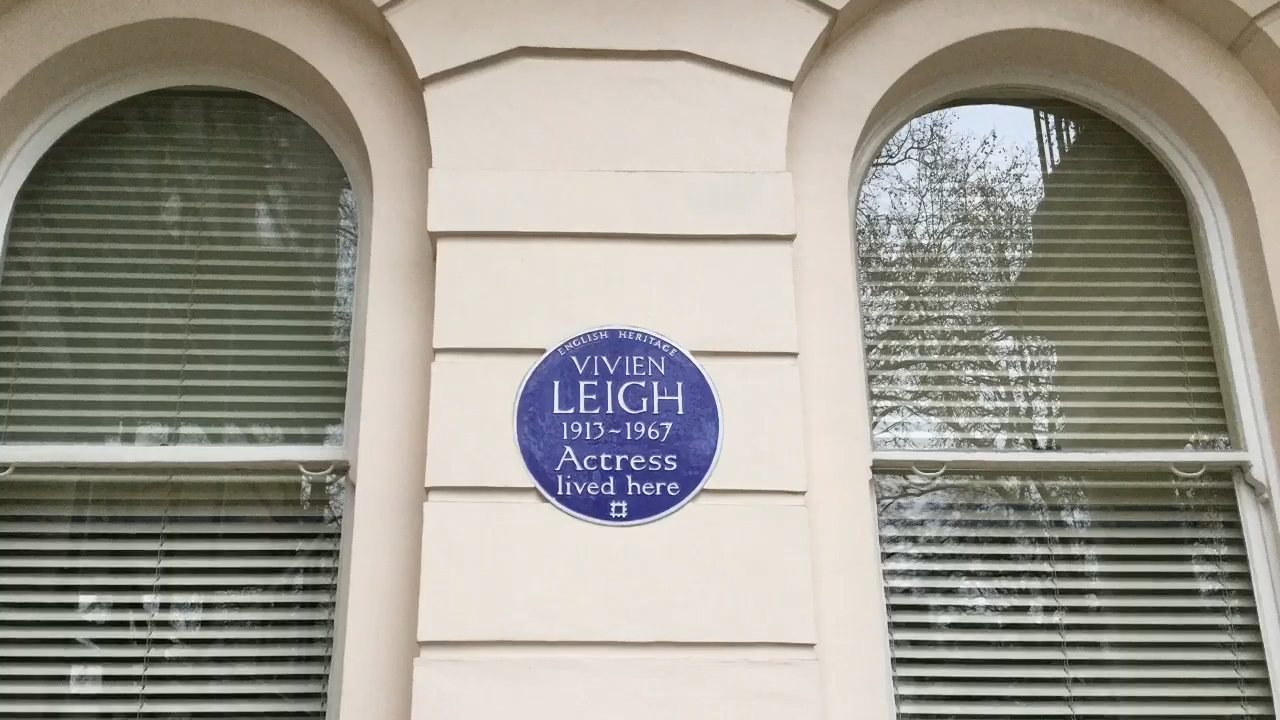 ENGLISH HERITAGE
VIVIEN
LEIGH
1913~1967
Actress
lived here